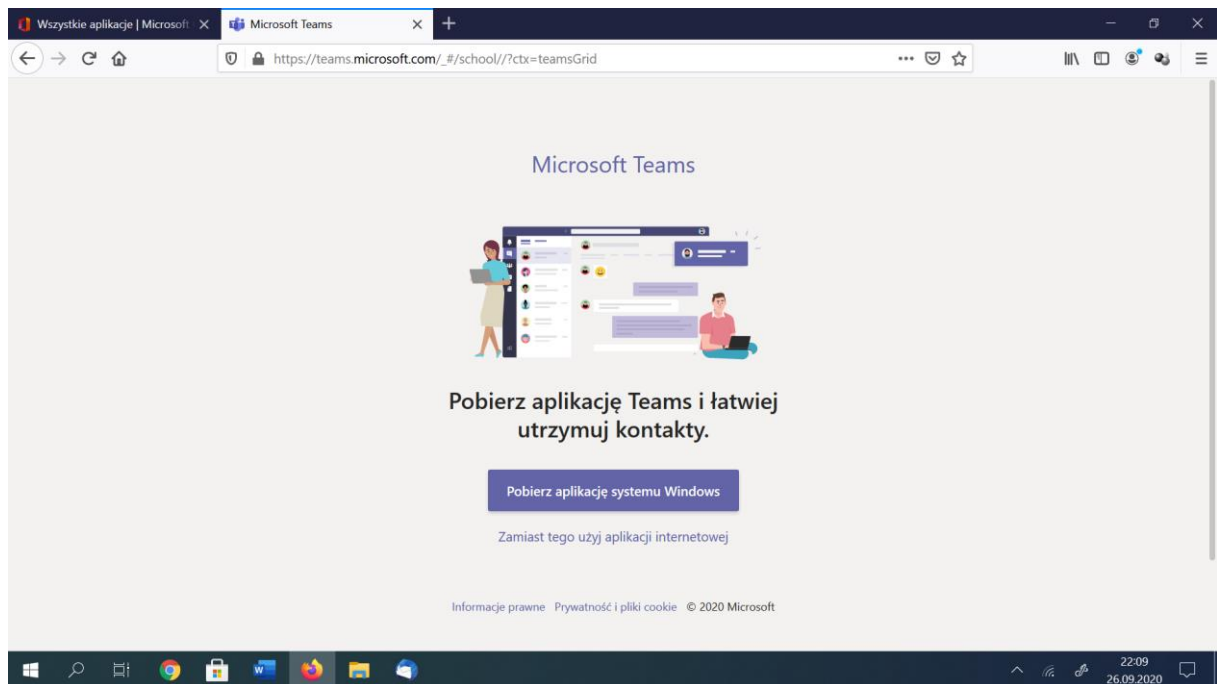 Wszystkie aplikacje | Microsoft
Microsoft Teams
https://teams.microsoft.com/_#/school//?ctx=teamsGrid
Microsoft Teams
Pobierz aplikację Teams i łatwiej
utrzymuj kontakty.
Pobierz aplikację systemu Windows
Zamiast tego użyj aplikacji internetowej
Informacje prawne Prywatność i pliki cookie © 2020 Microsoft
22:09
26.09.2020